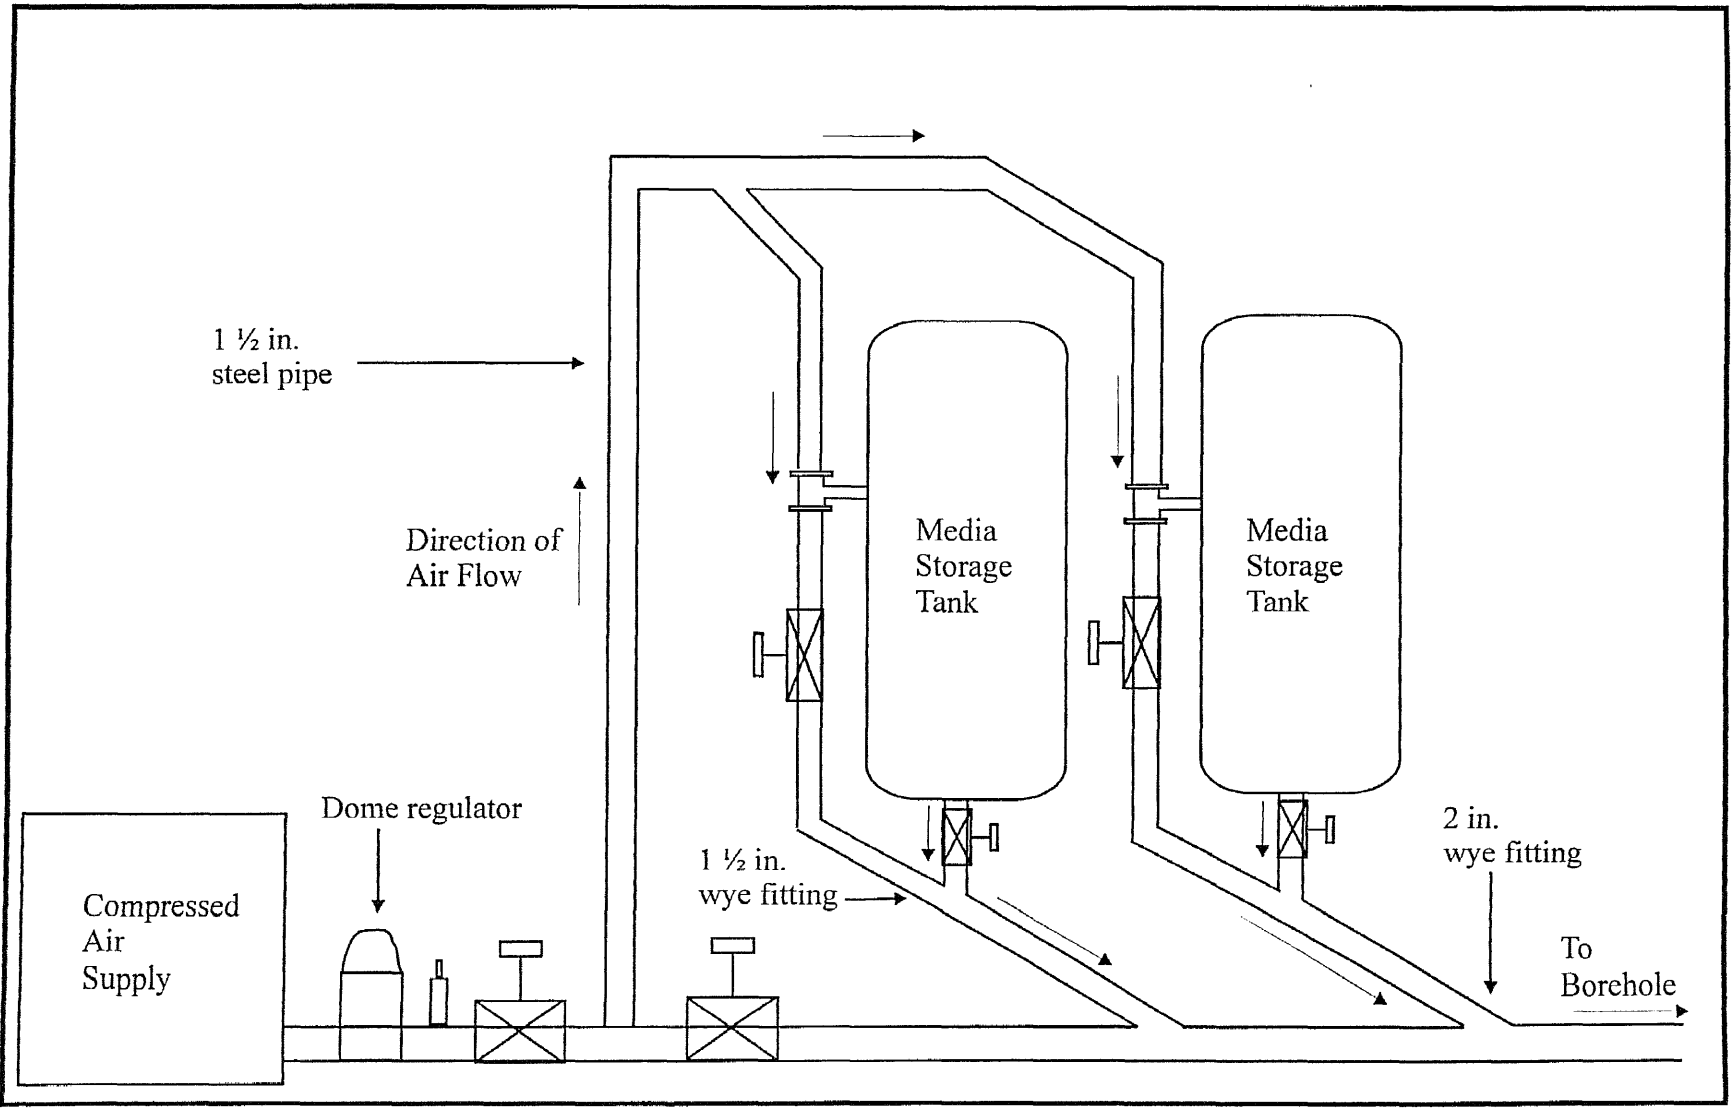 1 ½ in.
steel pipe
Direction of
Air Flow
Media
Storage
Tank
Media
Storage
Tank
Dome regulator
1 ½ in.
wye fitting
2 in.
wye fitting
Compressed
Air
Supply
To
Borehole